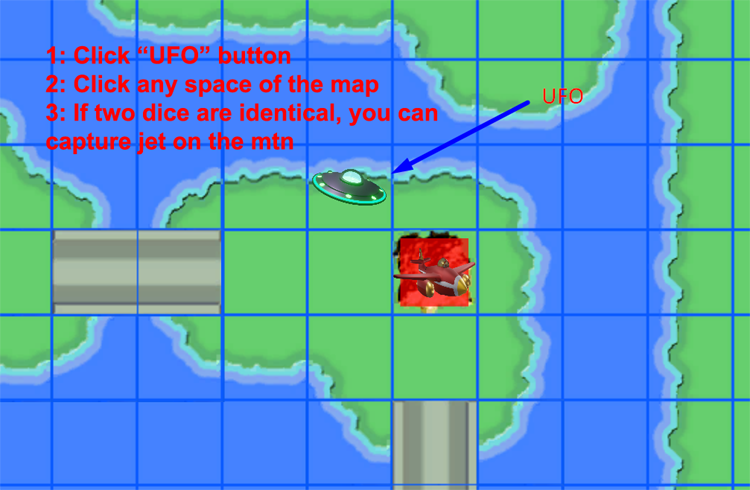 1: Click “UFO” button
2: Click any space of the map
3: If two dice are identical, you can
capture jet on the mtn
UFO